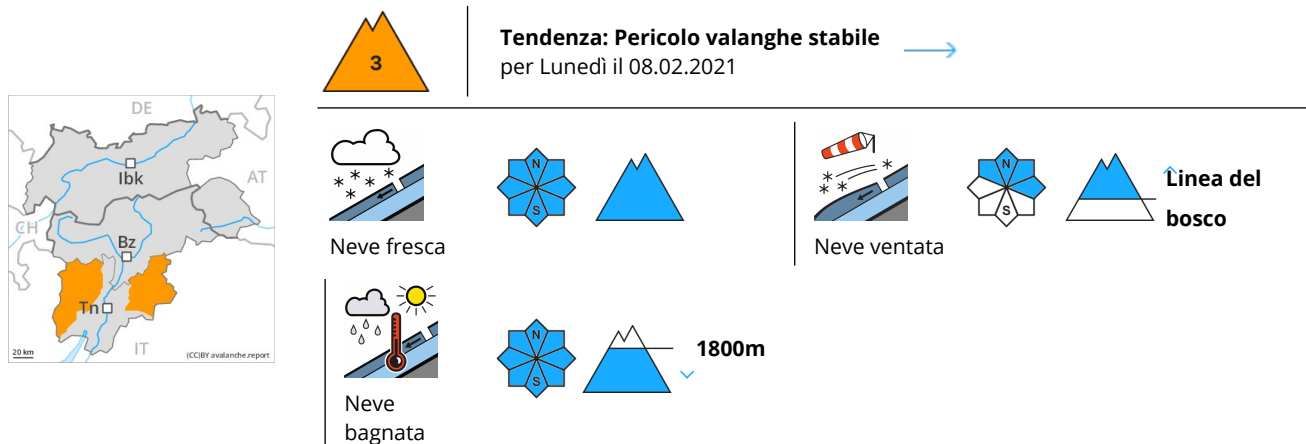 3
Tendenza: Pericolo valanghe stabile
per Lunedì il 08.02.2021
DE
Ibk
AT
CH
Bz
Tn
IT
20 km
(CC)BY avalanche.report
N
S
Neve fresca
N
S
Linea del
bosco
Neve ventata
N
S
1800m
Neve
bagnata